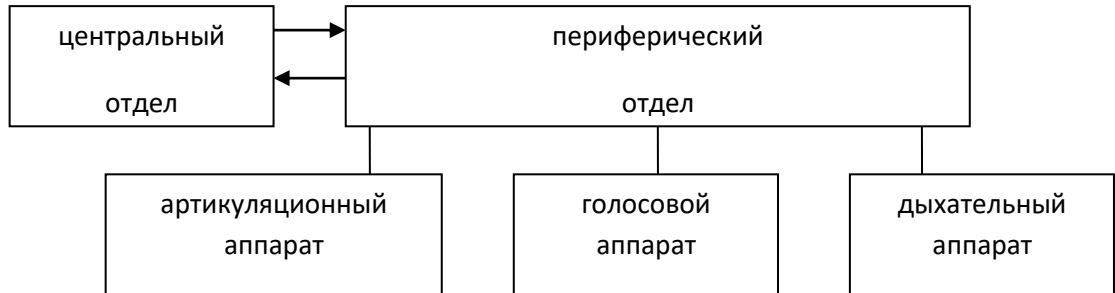 центральный
отдел
периферический
отдел
артикуляционный
аппарат
голосовой
аппарат
дыхательный
аппарат